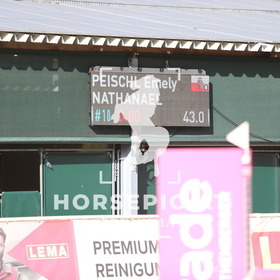 PEISCHL Emely
NATHANAEL
#10
43.0
HORSEPIC
LEMA
PREMIUM
REINIGUN
ade